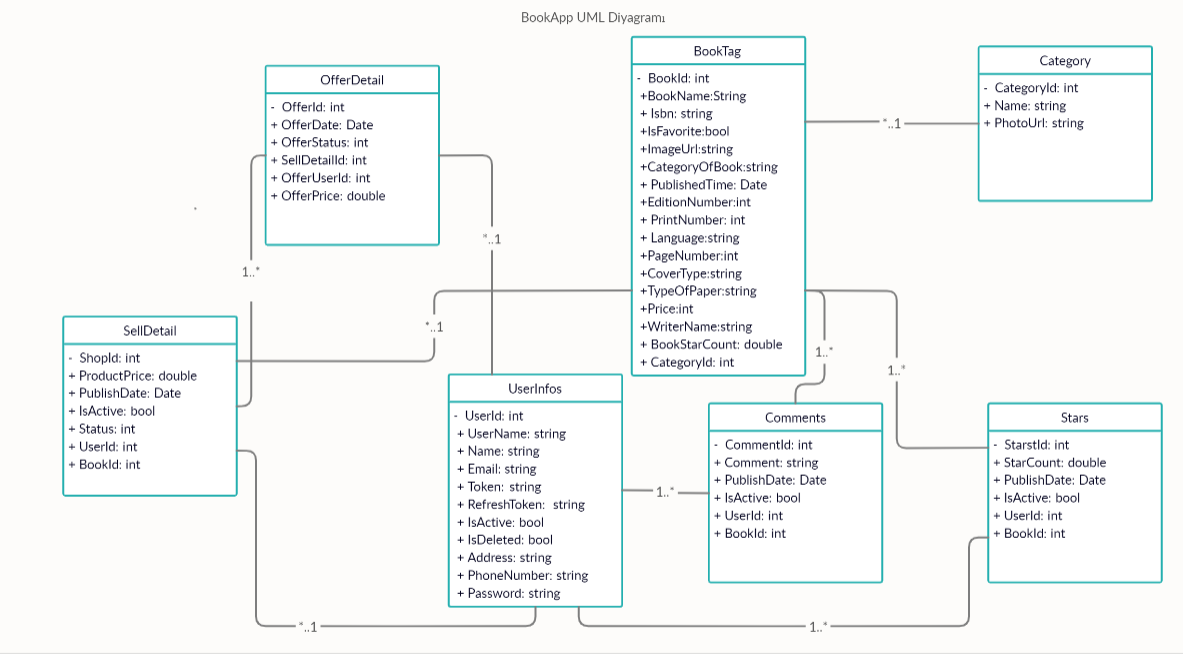 BookApp UML Diyagramı
OfferDetail
- OfferId: int
+ OfferDate: Date
+ OfferStatus: int
+ SellDetailId: int
+ OfferUserId: int
+ OfferPrice: double
BookTag
- BookId: int
+BookName:String
+ Isbn: string
+IsFavorite:bool
+ImageUrl:string
+CategoryOfBook:string
+ PublishedTime: Date
+EditionNumber:int
+ PrintNumber: int
+ Language:string
+PageNumber:int
+CoverType:string
+TypeOfPaper:string
+Price:int
+WriterName:string
+ BookStarCount: double
+ CategoryId: int
*..1
Category
- CategoryId: int
+ Name: string
+ PhotoUrl: string
*..1
1..*
*..1
1..*
1..*
SellDetail
- ShopId: int
+ ProductPrice: double
+ PublishDate: Date
+ IsActive: bool
+ Status: int
+ UserId: int
+ BookId: int
UserInfos
- UserId: int
+ UserName: string
+ Name: string
+ Email: string
+ Token: string
+ RefreshToken: string
+ IsActive: bool
+ IsDeleted: bool
+ Address: string
+ PhoneNumber: string
+ Password: string
1..*
Comments
- CommentId: int
+ Comment: string
+ PublishDate: Date
+ IsActive: bool
+ UserId: int
+ BookId: int
Stars
- StarstId: int
+ StarCount: double
+ PublishDate: Date
+ IsActive: bool
+ UserId: int
+ BookId: int
*..1
1..*